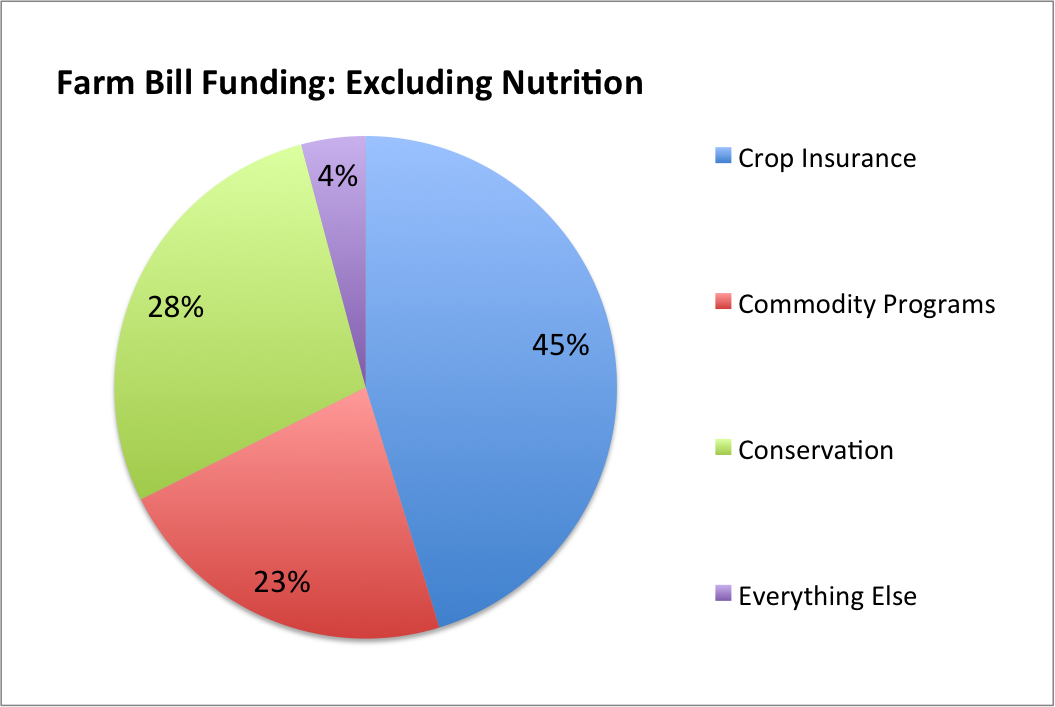 Farm Bill Funding: Excluding Nutrition
4%
Crop Insurance
28%
Commodity Programs
45%
Conservation
23%
Everything Else